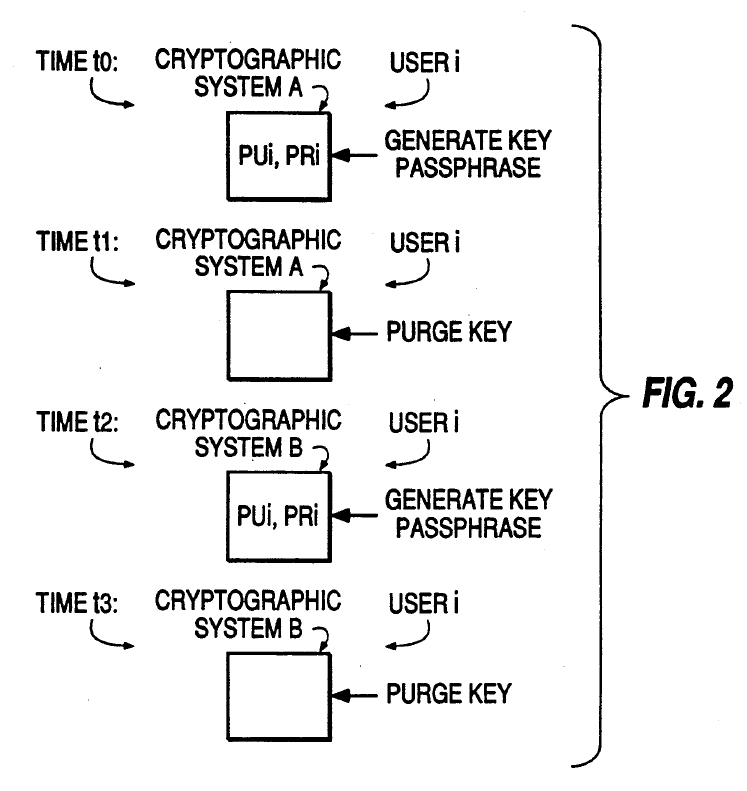 TIME t0:
CRYPTOGRAPHIC
SYSTEM A
USER i
PUi, PRi
GENERATE KEY
PASSPHRASE
TIME t1:
CRYPTOGRAPHIC
SYSTEM A
USER i
PURGE KEY
FIG. 2
TIME t2:
CRYPTOGRAPHIC
SYSTEM B
USER i
PUi, PRi
GENERATE KEY
PASSPHRASE
TIME t3:
CRYPTOGRAPHIC
SYSTEM B
USER i
PURGE KEY